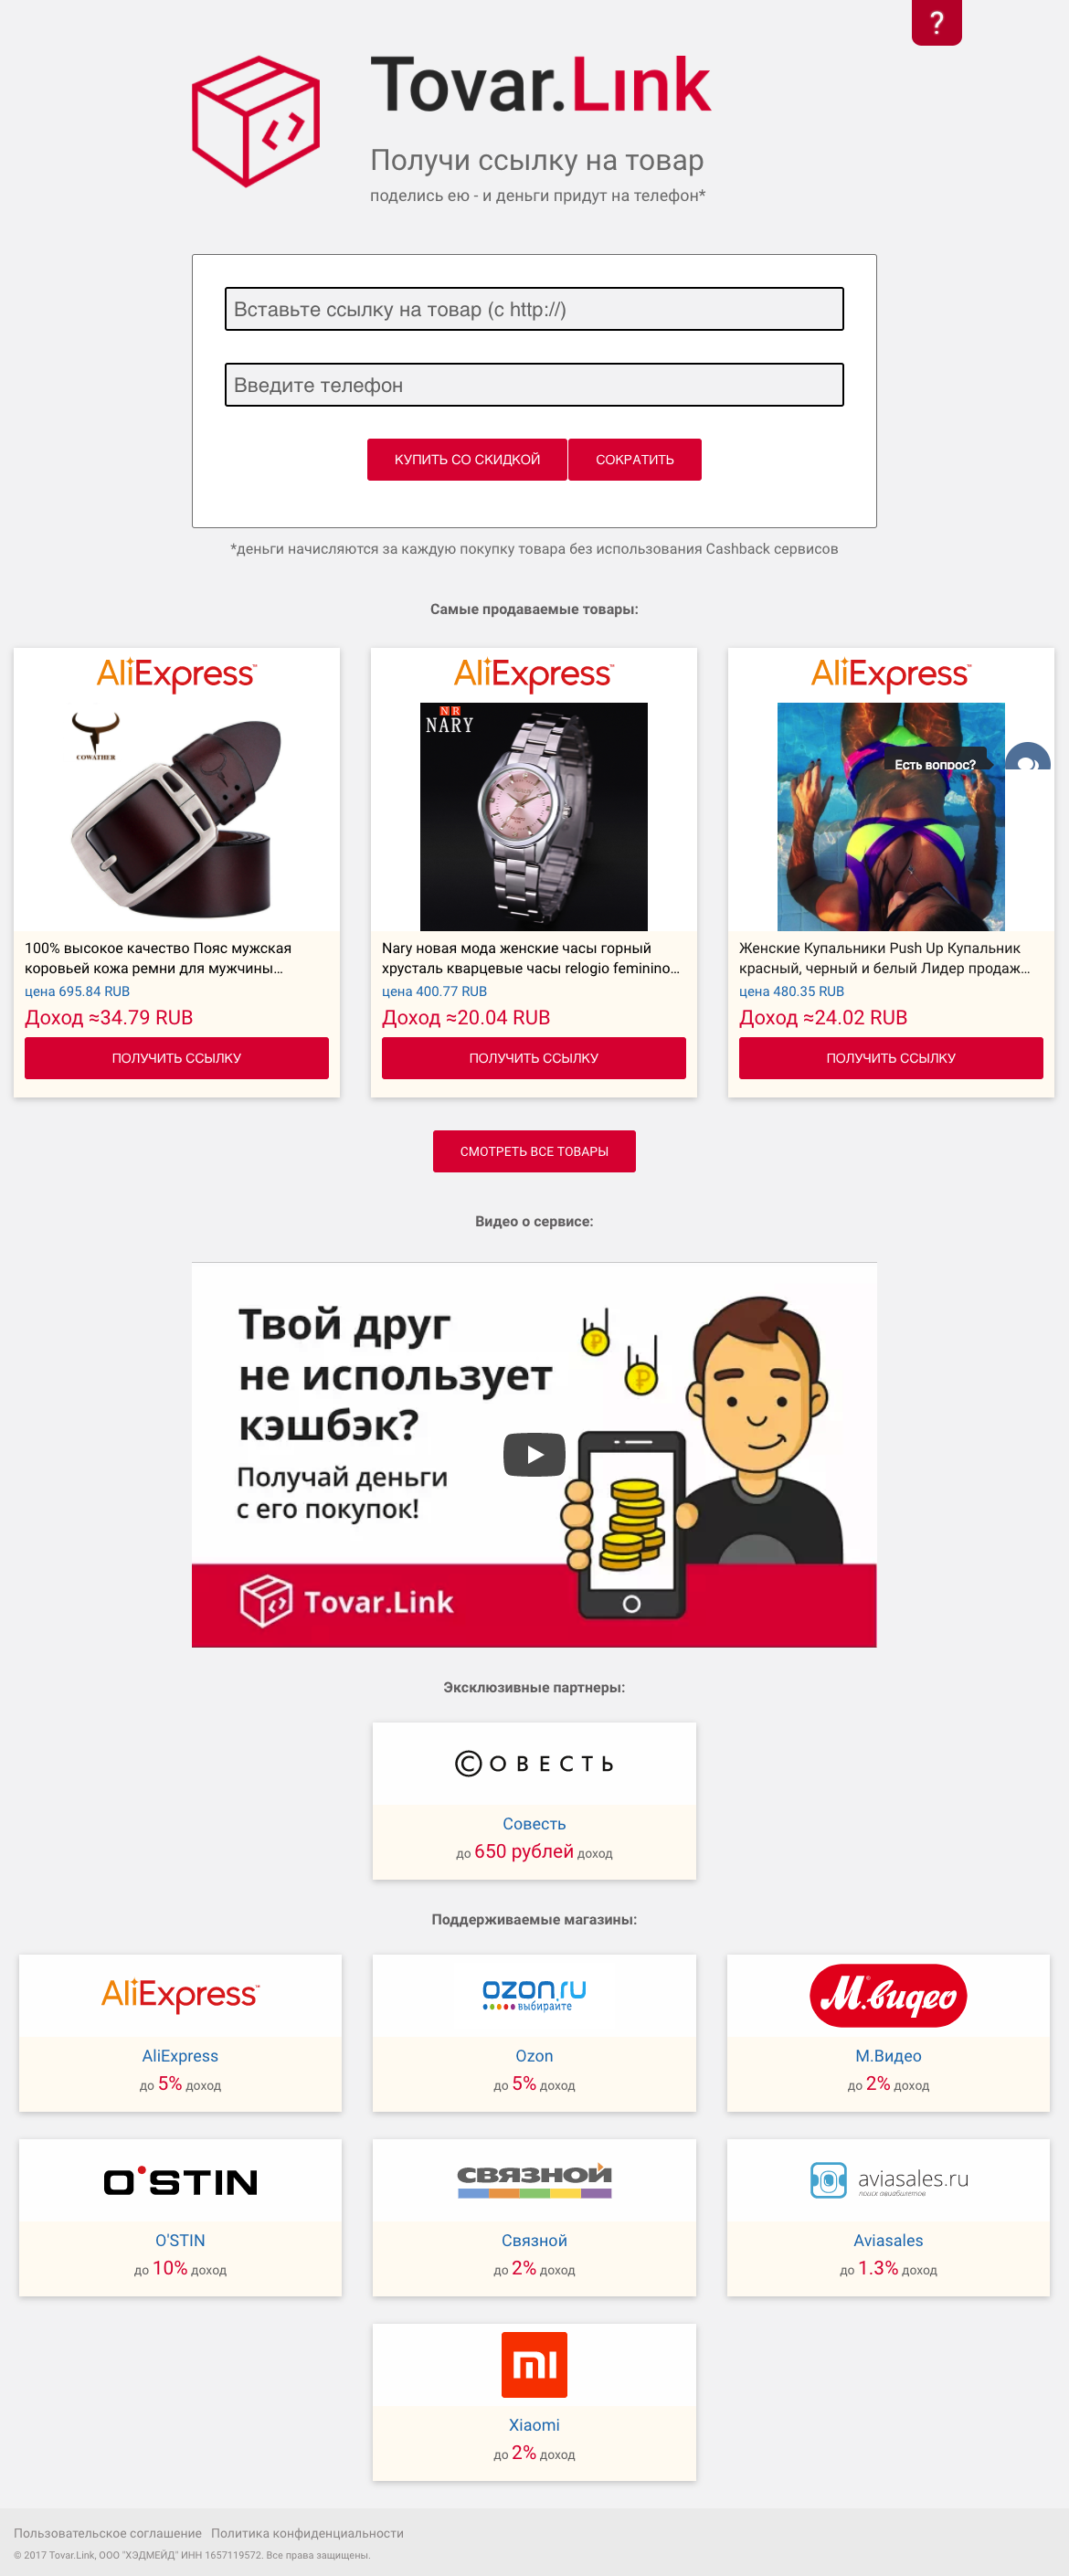 ?
Tovar.Link
Получи ссылку на товар
поделись ею - и деньги придут на телефон*
Вставьте ссылку на товар (с http://)
Введите телефон
КУПИТЬ СО СКИДКОЙ СОКРАТИТЬ
*деньги начисляются за каждую покупку товара без использования Cashback сервисов
Самые продаваемые товары:
AliExpress™
COWATHER
100% высокое качество Пояс мужская
коровьей кожа ремни для мужчины…
цена 695.84 RUB
Доход ≈34.79 RUB
ПОЛУЧИТЬ ССЫЛКУ
AliExpress™
NR
NARY
Nary новая мода женские часы горный
хрусталь кварцевые часы relogio feminino…
цена 400.77 RUB
Доход ≈20.04 RUB
ПОЛУЧИТЬ ССЫЛКУ
AliExpress™
Есть вопрос?
Женские Купальники Push Up Купальник
красный, черный и белый Лидер продаж…
цена 480.35 RUB
Доход ≈24.02 RUB
ПОЛУЧИТЬ ССЫЛКУ
СМОТРЕТЬ ВСЕ ТОВАРЫ
Видео о сервисе:
Твой друг
не использует
кэшбэк?
Получай деньги
с его покупок!
Tovar.Link
Эксклюзивные партнеры:
©ОВЕСТЬ
Совесть
до 650 рублей доход
Поддерживаемые магазины:
AliExpress™
AliExpress
до 5% доход
ozon.ru
выбирайте
Ozon
до 5% доход
М.видео
М.Видео
до 2% доход
O'STIN
O'STIN
до 10% доход
связной
Связной
до 2% доход
aviasales.ru
поиск авиабилетов
Aviasales
до 1.3% доход
mi
Xiaomi
до 2% доход
Пользовательское соглашение Политика конфиденциальности
© 2017 Tovar.Link, ООО "ХЭДМЕЙД" ИНН 1657119572. Все права защищены.